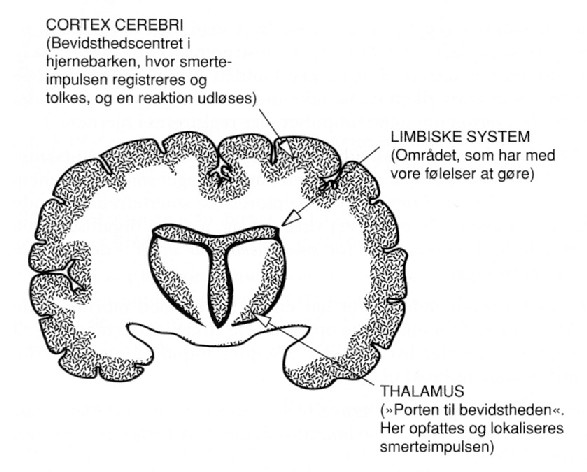 CORTEX CEREBRI
(Bevidsthedscentret i
hjernebarken, hvor smerte-
impulsen registreres og
tolkes, og en reaktion udløses)
LIMBISKE SYSTEM
(Området, som har med
vore følelser at gøre)
THALAMUS
(»Porten til bevidstheden«.
Her opfattes og lokaliseres
smerteimpulsen)